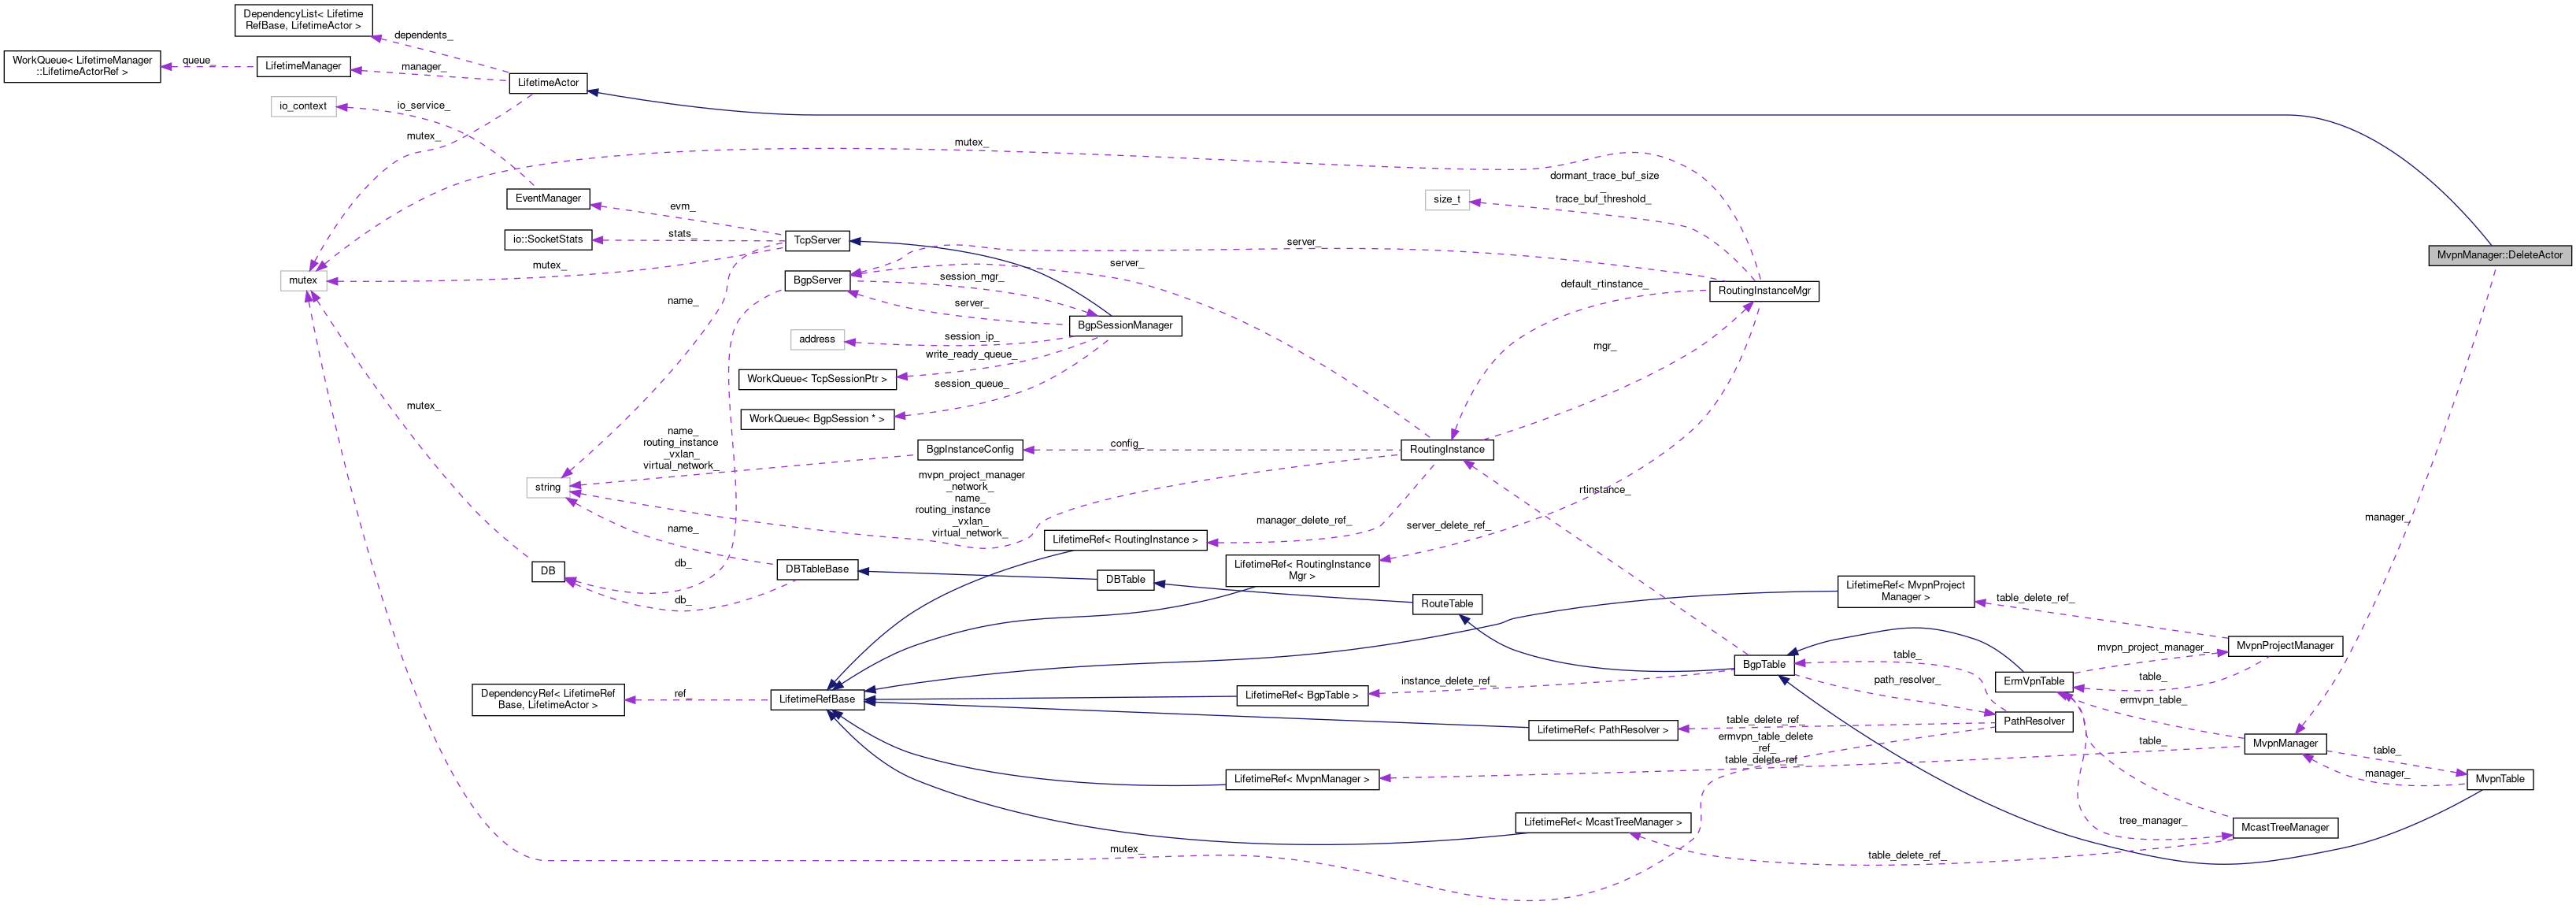 DependencyList< Lifetime
RefBase, LifetimeActor >
dependents_
WorkQueue< LifetimeManager
::LifetimeActorRef >
queue_
LifetimeManager
manager_
LifetimeActor
io_context
io_service_
mutex_
mutex_
dormant_trace_buf_size
_
trace_buf_threshold_
size_t
EventManager
evm_
io::SocketStats
stats_
TcpServer
server_
MvpnManager::DeleteActor
mutex_
mutex
BgpServer
session_mgr_
server_
default_rtinstance_
RoutingInstanceMgr
name_
server_
BgpSessionManager
address
session_ip_
write_ready_queue_
mgr_
WorkQueue< TcpSessionPtr >
session_queue_
mutex_
WorkQueue< BgpSession * >
name_
routing_instance
_vxlan_
virtual_network_
BgpInstanceConfig
config_
RoutingInstance
string
mvpn_project_manager
_network_
name_
routing_instance
_vxlan_
virtual_network_
rtinstance_
manager_delete_ref_
server_delete_ref_
manager_
name_
LifetimeRef< RoutingInstance >
DB
db_
DBTableBase
DBTable
LifetimeRef< RoutingInstance
Mgr >
db_
RouteTable
LifetimeRef< MvpnProject
Manager >
table_delete_ref_
MvpnProjectManager
mvpn_project_manager_
BgpTable
table_
ErmVpnTable
table_
DependencyRef< LifetimeRef
Base, LifetimeActor >
ref_
LifetimeRefBase
LifetimeRef< BgpTable >
instance_delete_ref_
path_resolver_
ermvpn_table_
PathResolver
LifetimeRef< PathResolver >
table_delete_ref_
ermvpn_table_delete
_ref_
table_delete_ref_
table_
MvpnManager
table_
LifetimeRef< MvpnManager >
manager_
MvpnTable
LifetimeRef< McastTreeManager >
tree_manager_
McastTreeManager
mutex_
table_delete_ref_